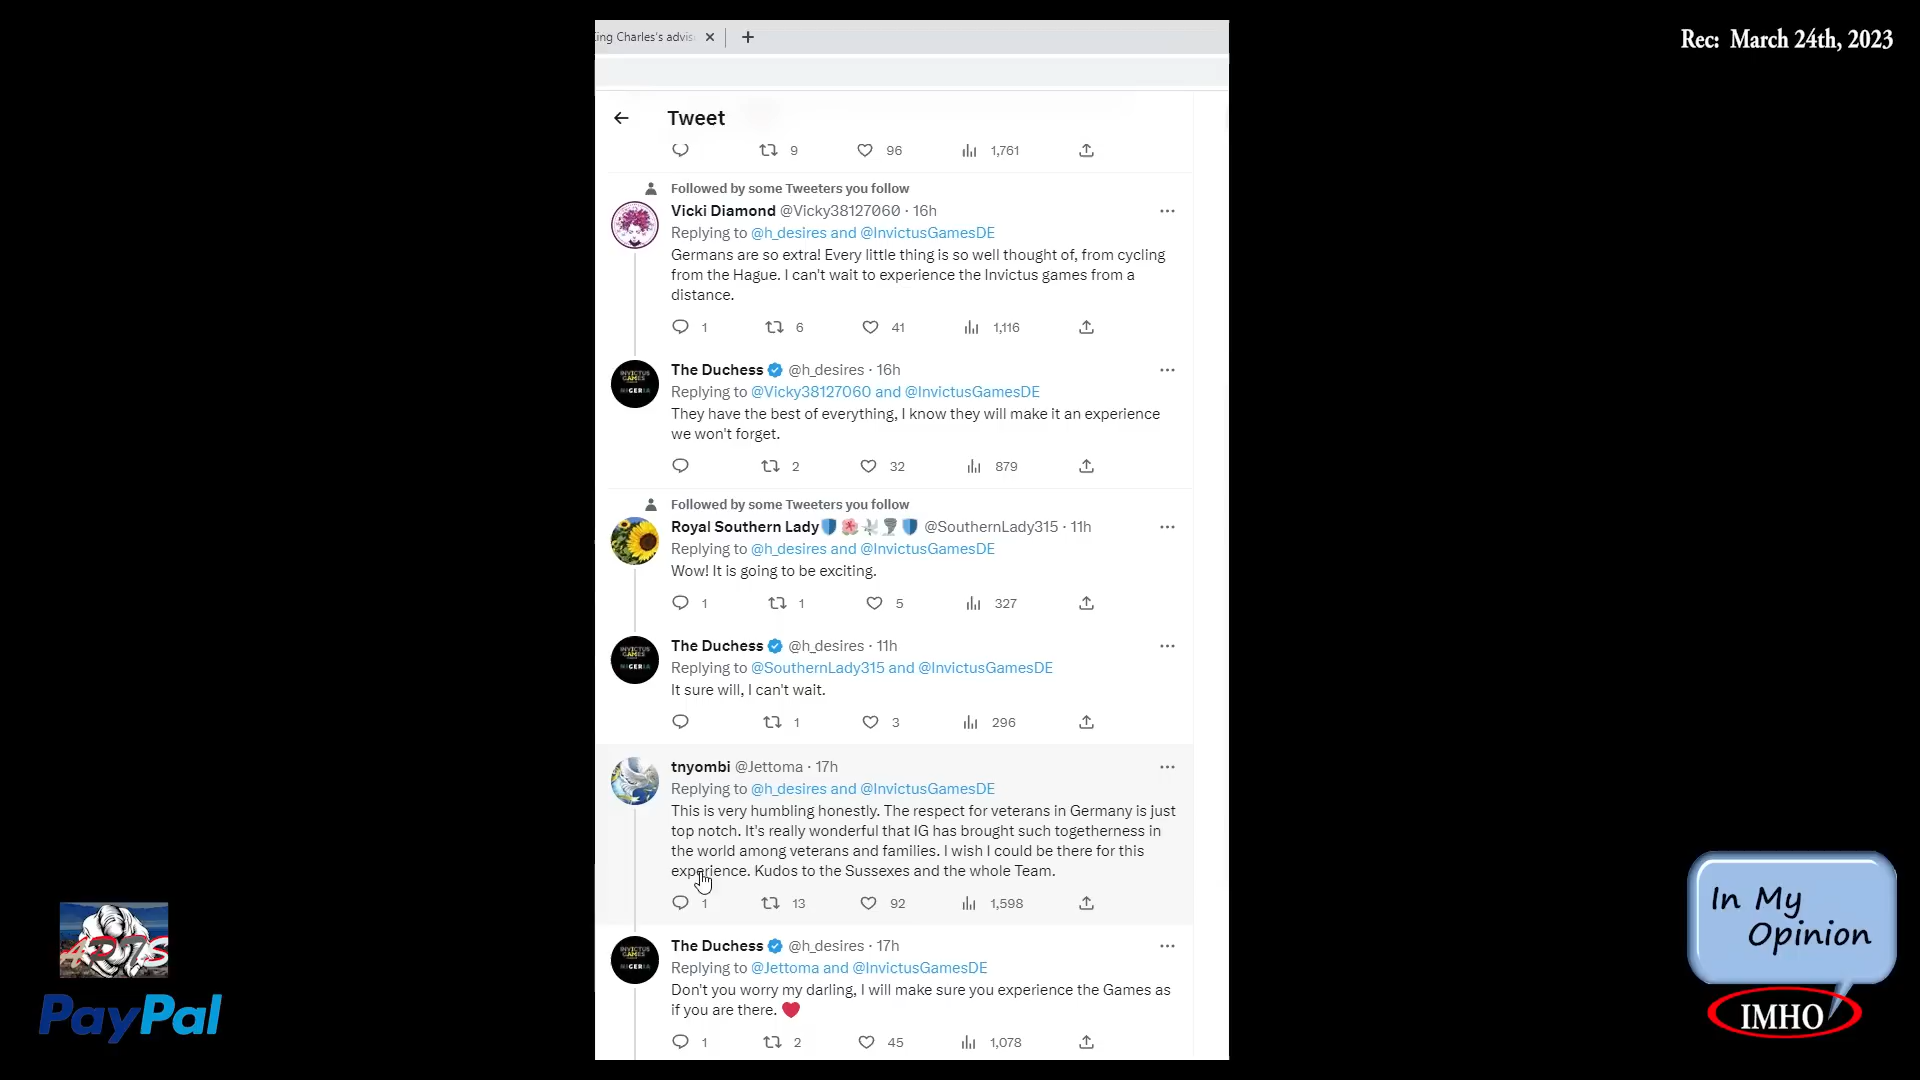 Rec: March 24th, 2023
King Charles's advis
Tweet
9 96 1,761
Followed by some Tweeters you follow
Vicki Diamond @Vicky38127060 · 16h
Replying to @h_desires and @InvictusGamesDE
Germans are so extra! Every little thing is so well thought of, from cycling
from the Hague. I can't wait to experience the Invictus games from a
distance.
1 6 41 1,116
The Duchess @h_desires · 16h
Replying to @Vicky38127060 and @InvictusGamesDE
They have the best of everything, I know they will make it an experience
we won't forget.
2 32 879
Followed by some Tweeters you follow
Royal Southern Lady🛡️🌺🕊️🌪️🛡️ @SouthernLady315 · 11h
Replying to @h_desires and @InvictusGamesDE
Wow! It is going to be exciting.
1 1 5 327
The Duchess @h_desires · 11h
Replying to @SouthernLady315 and @InvictusGamesDE
It sure will, I can't wait.
1 3 296
tnyombi @Jettoma · 17h
Replying to @h_desires and @InvictusGamesDE
This is very humbling honestly. The respect for veterans in Germany is just
top notch. It's really wonderful that IG has brought such togetherness in
the world among veterans and families. I wish I could be there for this
experience. Kudos to the Sussexes and the whole Team.
1 13 92 1,598
The Duchess @h_desires · 17h
Replying to @Jettoma and @InvictusGamesDE
Don't you worry my darling, I will make sure you experience the Games as
if you are there. ❤️
1 2 45 1,078
PayPal
In My
Opinion
IMHO